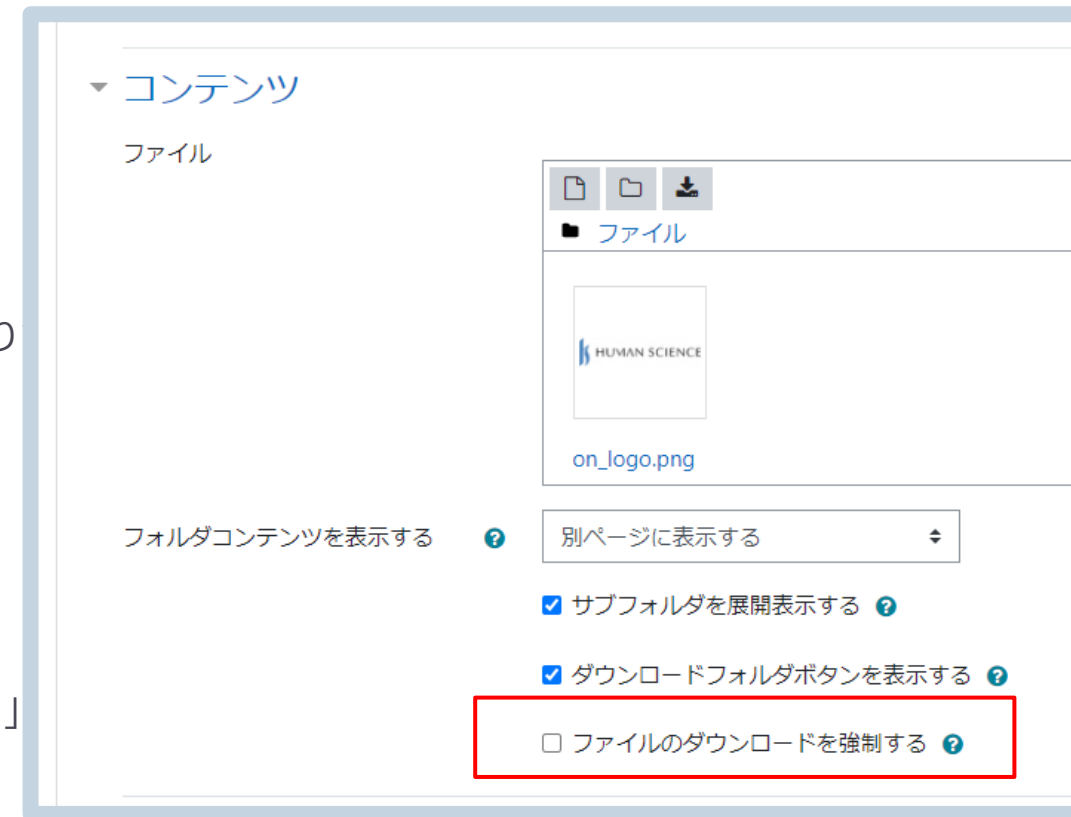 コンテンツ
ファイル
ファイル
HUMAN SCIENCE
on_logo.png
フォルダコンテンツを表示する
別ページに表示する
サブフォルダを展開表示する
ダウンロードフォルダボタンを表示する
」
ファイルのダウンロードを強制する